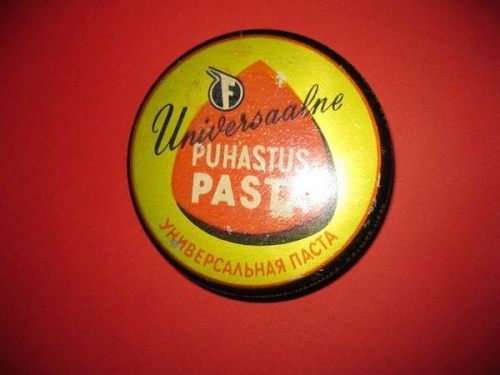 F
Universaalne
PUHASTUS
PASTA
УНИВЕРСАЛЬНАЯ ПАСТА